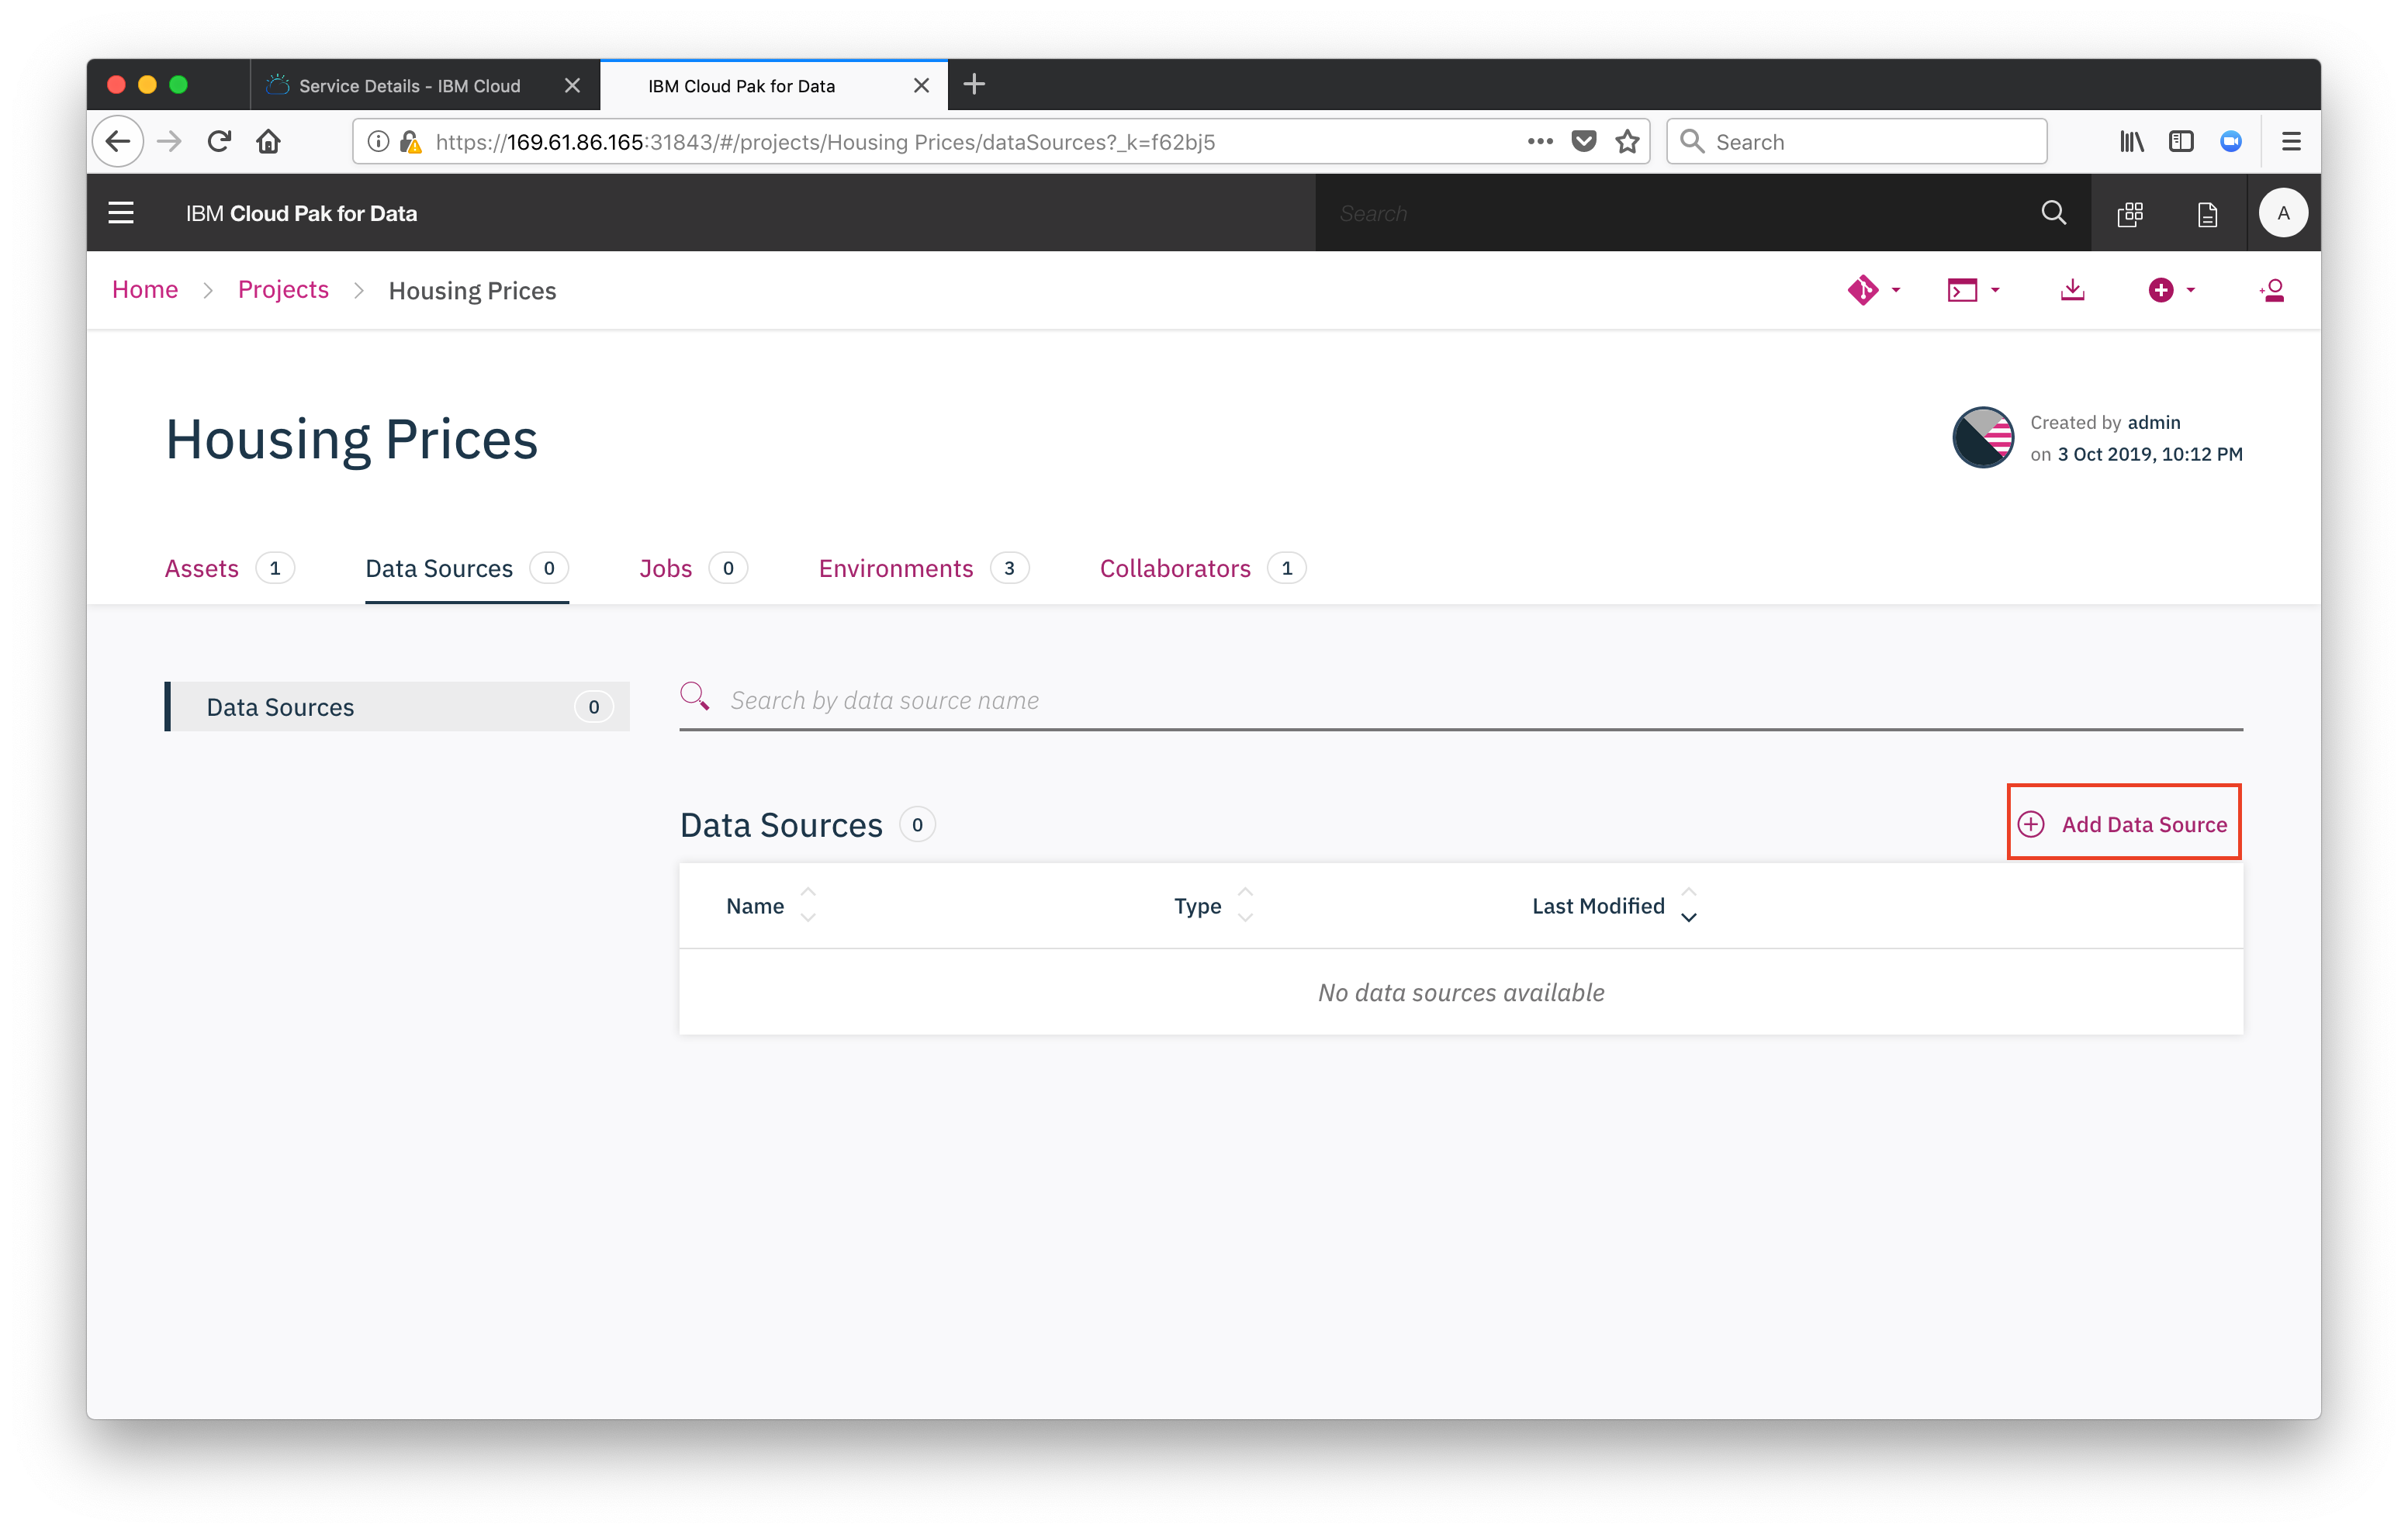 Service Details - IBM Cloud
IBM Cloud Pak for Data
https://169.61.86.165:31843/#/projects/Housing Prices/dataSources?_k=f62bj5
Search
IBM Cloud Pak for Data
Search
A
Home
Projects
Housing Prices
Housing Prices
Created by admin
on 3 Oct 2019, 10:12 PM
Assets 1
Data Sources 0
Jobs 0
Environments 3
Collaborators 1
Data Sources 0
Search by data source name
Data Sources 0
Add Data Source
Name
Type
Last Modified
No data sources available